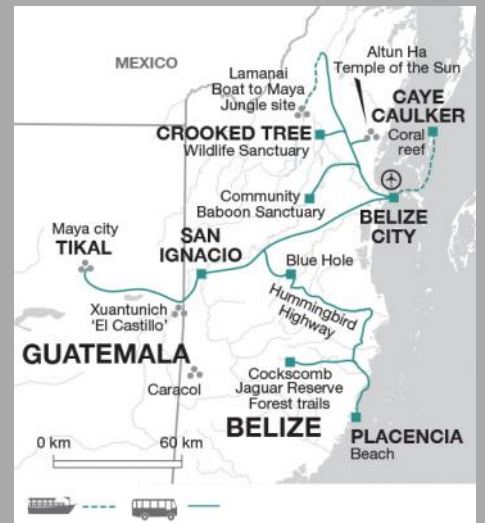 MEXICO
Lamanai
Boat to Maya
Jungle site
Altun Ha
Temple of the Sun
CAYE
CAULKER
Coral
reef
CROOKED TREE
Wildlife Sanctuary
Community
Baboon Sanctuary
BELIZE
CITY
Maya city
TIKAL
SAN
IGNACIO
Blue Hole
Hummingbird
Highway
Xuantunich
'El Castillo'
GUATEMALA
Caracol
Cockscomb
Jaguar Reserve
Forest trails
BELIZE
PLACENCIA
Beach
0 km 60 km